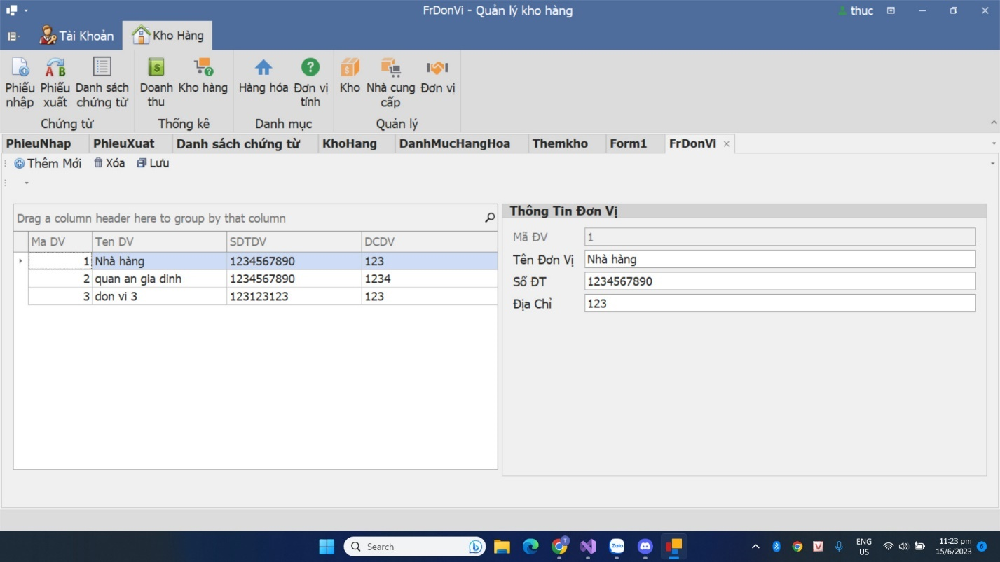 FrDonVi - Quản lý kho hàng
thuc
Tài Khoản
Kho Hàng
Phiếu nhập
Phiếu xuất
Danh sách chứng từ
Chứng từ
Doanh thu
Kho hàng
Thống kê
Hàng hóa
Đơn vị tính
Danh mục
Kho
Nhà cung cấp
Đơn vị
Quản lý
PhieuNhap PhieuXuat Danh sách chứng từ KhoHang DanhMucHangHoa Themkho Form1 FrDonVi
Thêm Mới Xóa Lưu
Drag a column header here to group by that column
Ma DV Ten DV SDTDV DCDV
1 Nhà hàng 1234567890 123
2 quan an gia dinh 1234567890 1234
3 don vi 3 123123123 123
Thông Tin Đơn Vị
Mã ĐV 1
Tên Đơn Vị Nhà hàng
Số ĐT 1234567890
Địa Chỉ 123
Search
Zalo
ENG
US
11:23 pm
15/6/2023
6